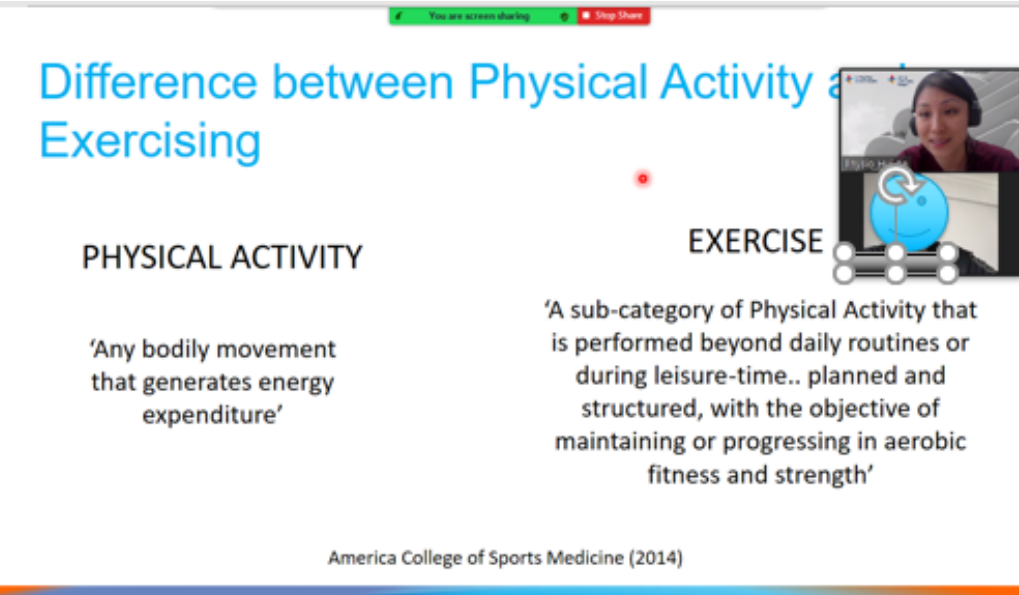 You are screen sharing
Stop Share
Difference between Physical Activity
Exercising
PHYSICAL ACTIVITY
‘Any bodily movement
that generates energy
expenditure’
EXERCISE
‘A sub-category of Physical Activity that
is performed beyond daily routines or
during leisure-time.. planned and
structured, with the objective of
maintaining or progressing in aerobic
fitness and strength’
America College of Sports Medicine (2014)